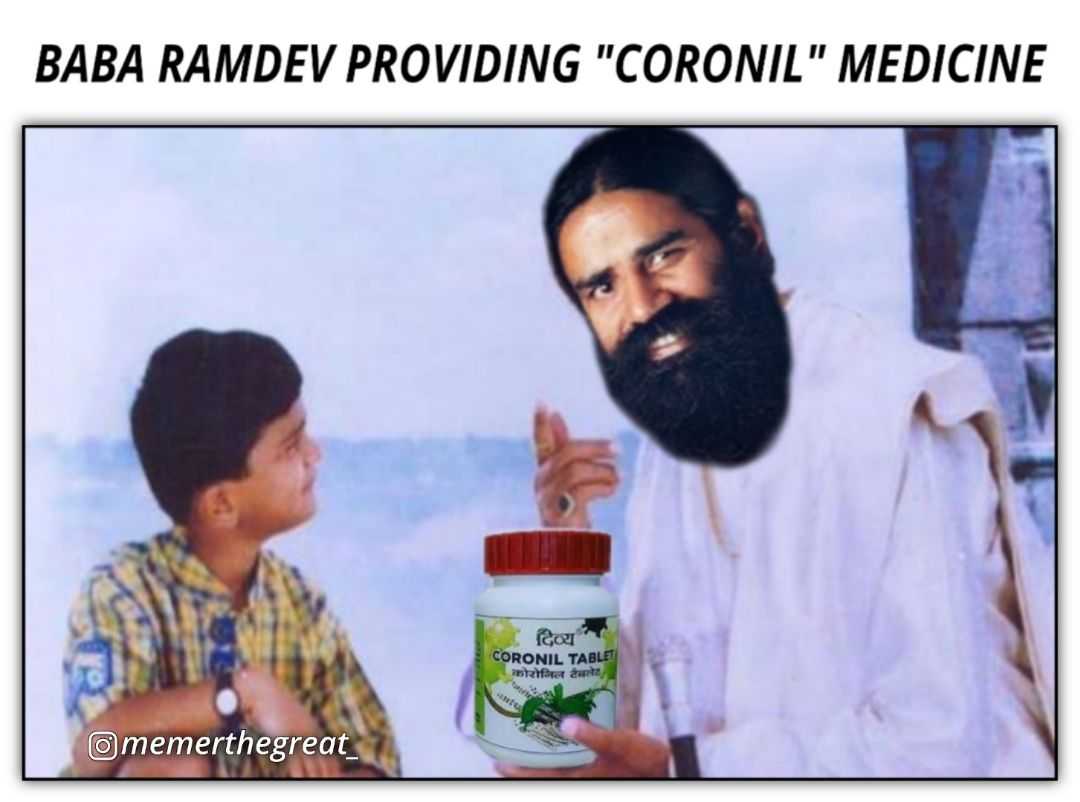 BABA RAMDEV PROVIDING "CORONIL" MEDICINE
दिव्य
CORONIL TABLET
कोरोनिल टैबलेट
memerthegreat_